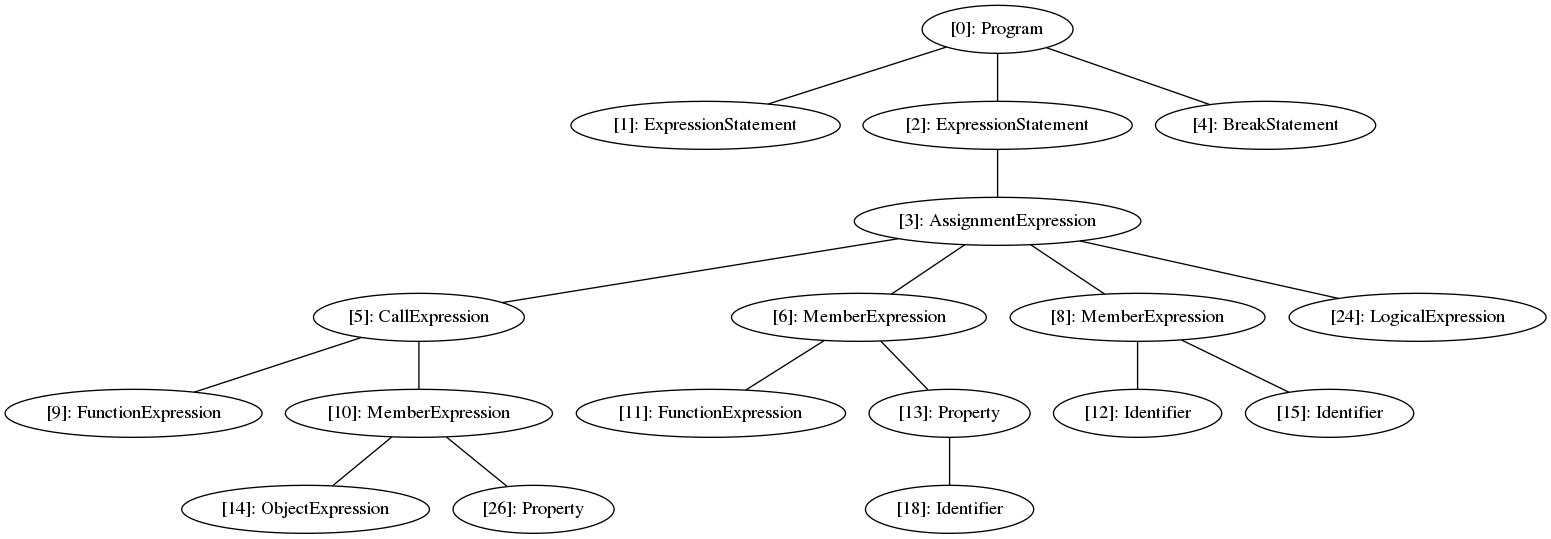 [0]: Program
[1]: ExpressionStatement
[2]: ExpressionStatement
[4]: BreakStatement
[3]: AssignmentExpression
[5]: CallExpression
[6]: MemberExpression
[8]: MemberExpression
[24]: LogicalExpression
[9]: FunctionExpression
[10]: MemberExpression
[11]: FunctionExpression
[13]: Property
[12]: Identifier
[15]: Identifier
[14]: ObjectExpression
[26]: Property
[18]: Identifier